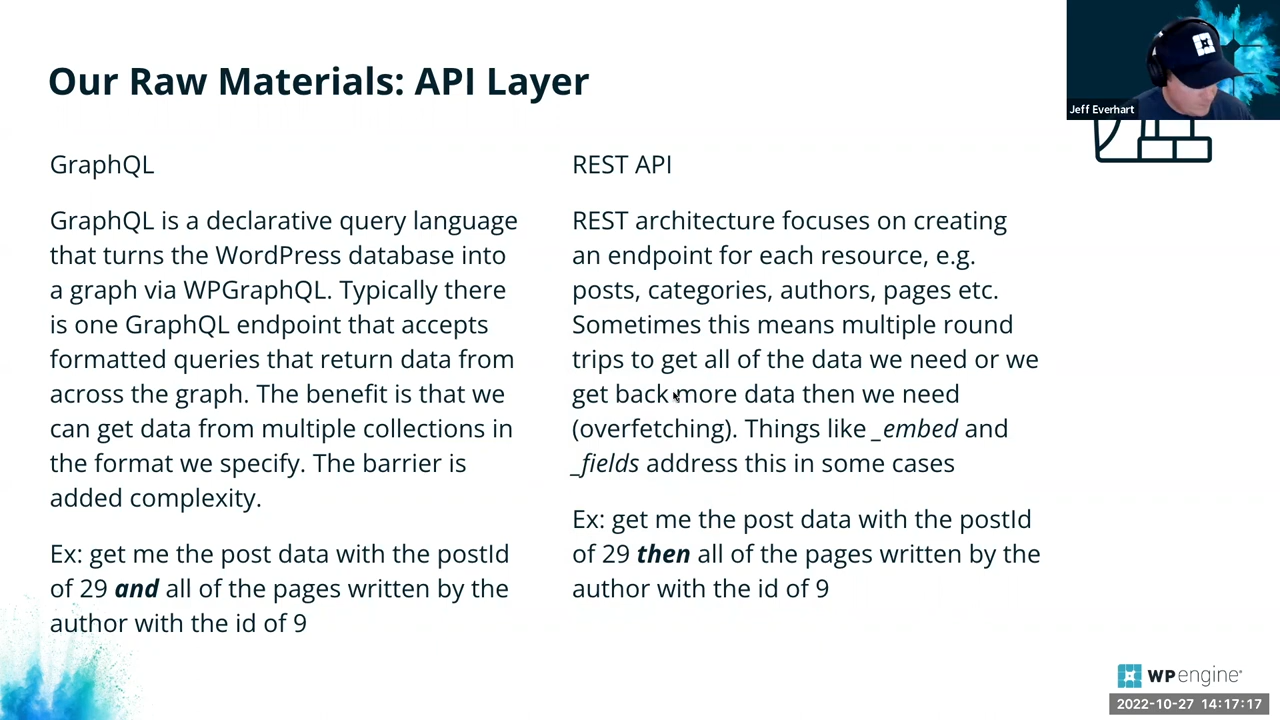 Our Raw Materials: API Layer
Jeff Everhart
GraphQL
GraphQL is a declarative query language
that turns the WordPress database into
a graph via WPGraphQL. Typically there
is one GraphQL endpoint that accepts
formatted queries that return data from
across the graph. The benefit is that we
can get data from multiple collections in
the format we specify. The barrier is
added complexity.
Ex: get me the post data with the postId
of 29 and all of the pages written by the
author with the id of 9
REST API
REST architecture focuses on creating
an endpoint for each resource, e.g.
posts, categories, authors, pages etc.
Sometimes this means multiple round
trips to get all of the data we need or we
get back more data then we need
(overfetching). Things like _embed and
_fields address this in some cases
Ex: get me the post data with the postId
of 29 then all of the pages written by the
author with the id of 9
WP engine
2022-10-27 14:17:17